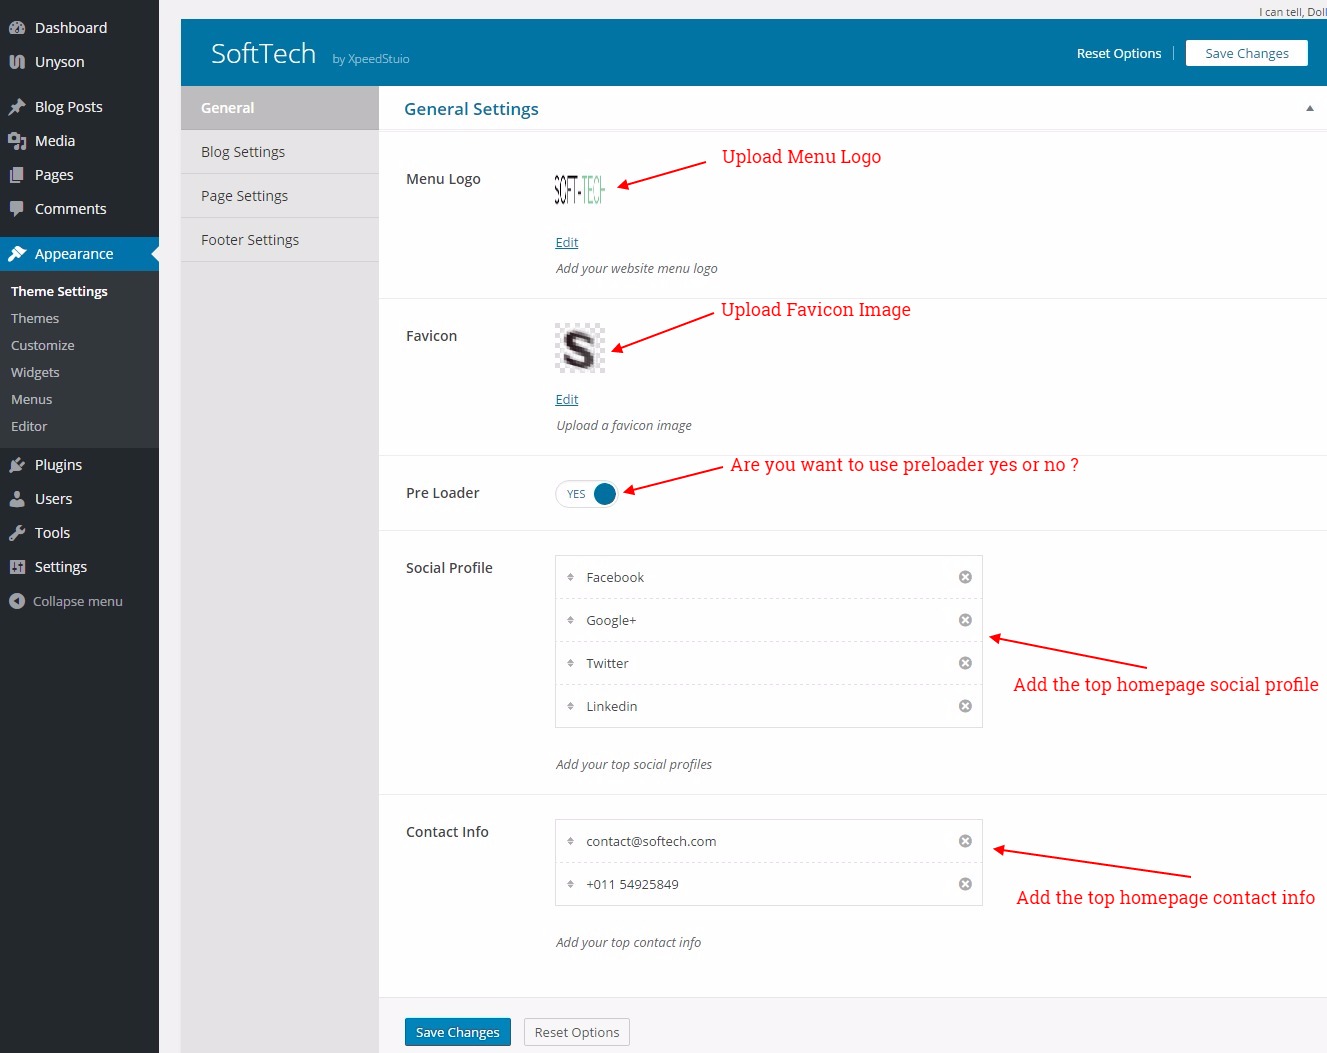 I can tell, Doll
Dashboard
Unyson
Blog Posts
Media
Pages
Comments
Appearance
Theme Settings
Themes
Customize
Widgets
Menus
Editor
Plugins
Users
Tools
Settings
Collapse menu
SoftTech by XpeedStuio
Reset Options
Save Changes
General
Blog Settings
Page Settings
Footer Settings
General Settings
Menu Logo
SOFT-TECH
Upload Menu Logo
Edit
Add your website menu logo
Favicon
S
Upload Favicon Image
Edit
Upload a favicon image
Pre Loader
YES
Are you want to use preloader yes or no ?
Social Profile
Facebook
Google+
Twitter
Linkedin
Add the top homepage social profile
Add your top social profiles
Contact Info
contact@softech.com
+011 54925849
Add the top homepage contact info
Add your top contact info
Save Changes
Reset Options